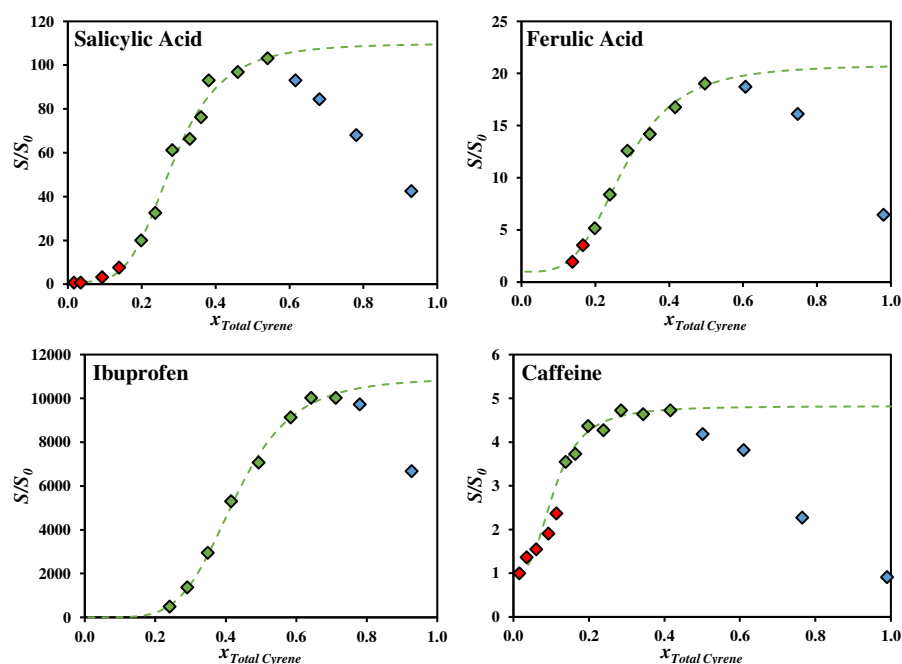 Salicylic Acid
S/S0
120
100
80
60
40
20
0
0.0 0.2 0.4 0.6 0.8 1.0
xTotal Cyrene
Ferulic Acid
S/S0
25
20
15
10
5
0
0.0 0.2 0.4 0.6 0.8 1.0
xTotal Cyrene
Ibuprofen
S/S0
12000
10000
8000
6000
4000
2000
0
0.0 0.2 0.4 0.6 0.8 1.0
xTotal Cyrene
Caffeine
S/S0
6
5
4
3
2
1
0
0.0 0.2 0.4 0.6 0.8 1.0
xTotal Cyrene